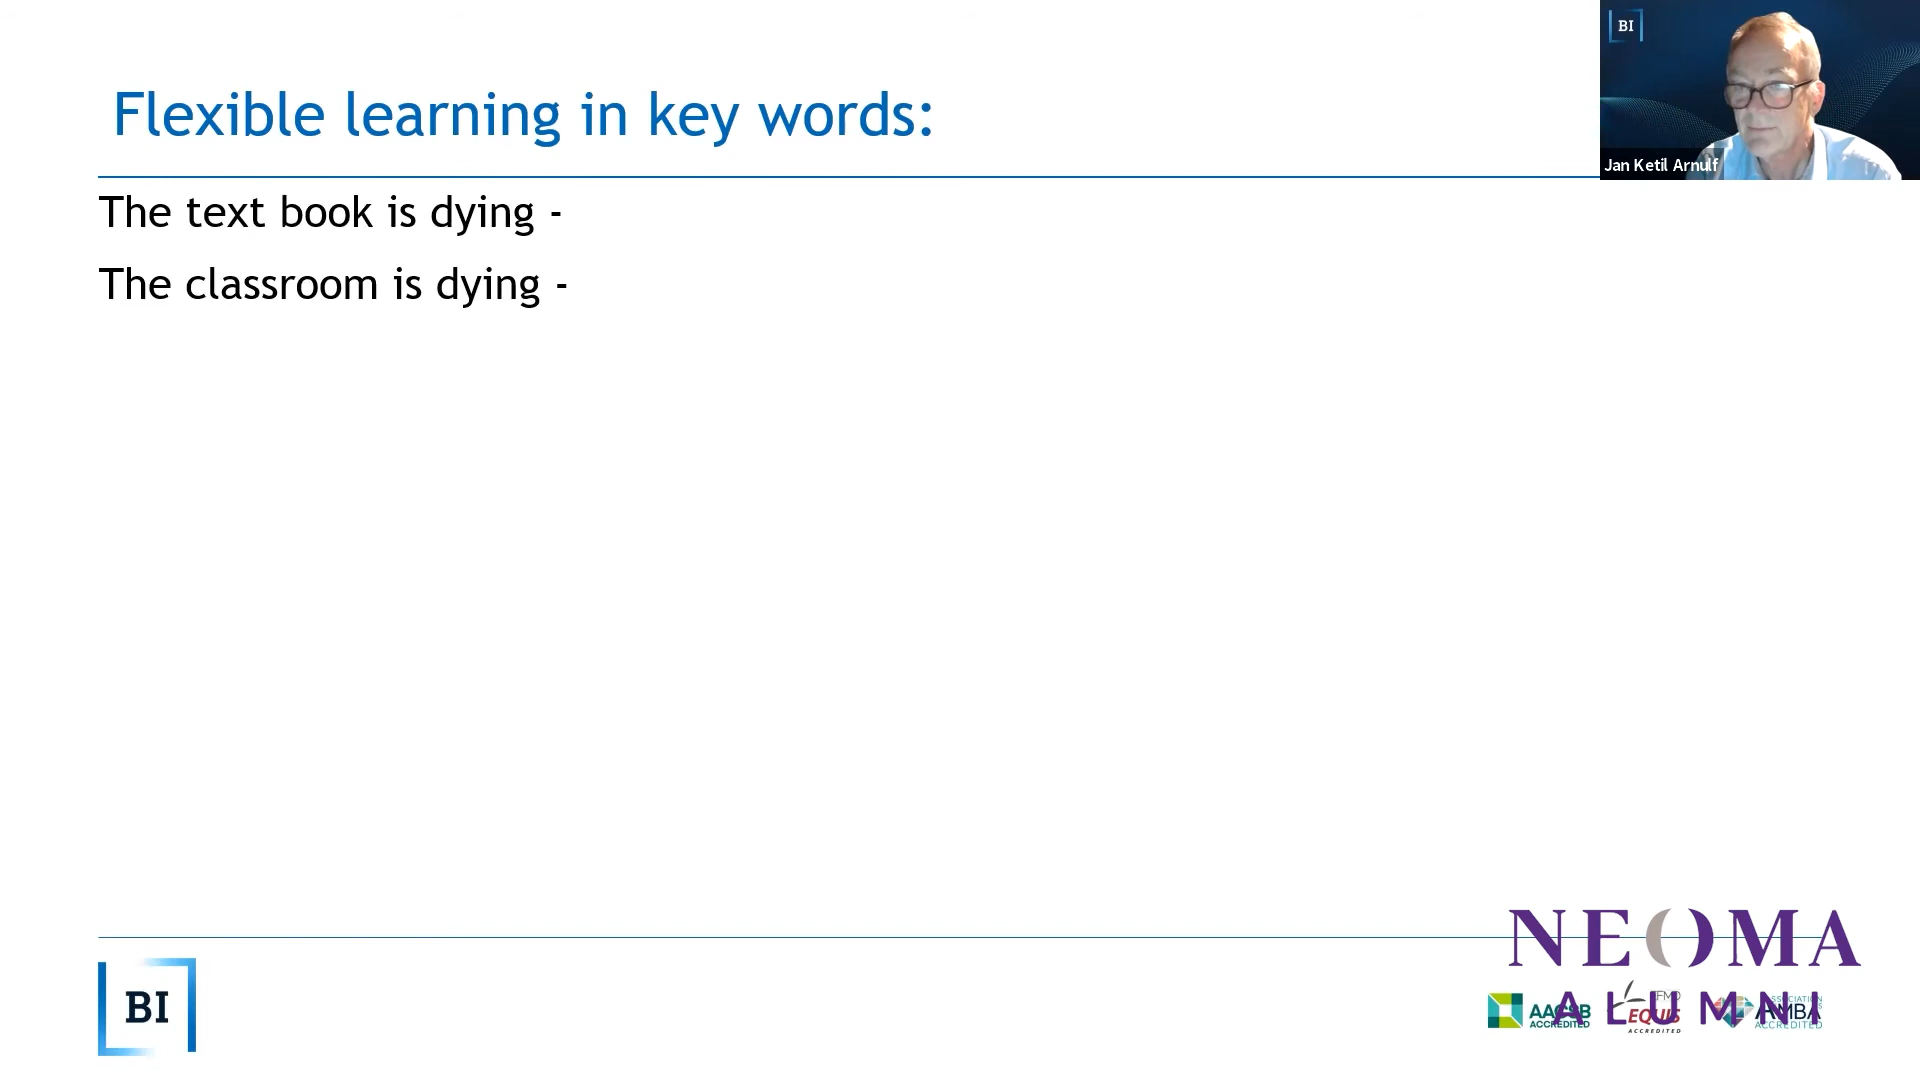 BI
Flexible learning in key words:
Jan Ketil Arnulf
The text book is dying -
The classroom is dying -
NEOMA
ALUMNI
BI
AACSB
ACCREDITED
EFMD
EQUIS
ACCREDITED
ASSOCIATION
AMBA
ACCREDITED